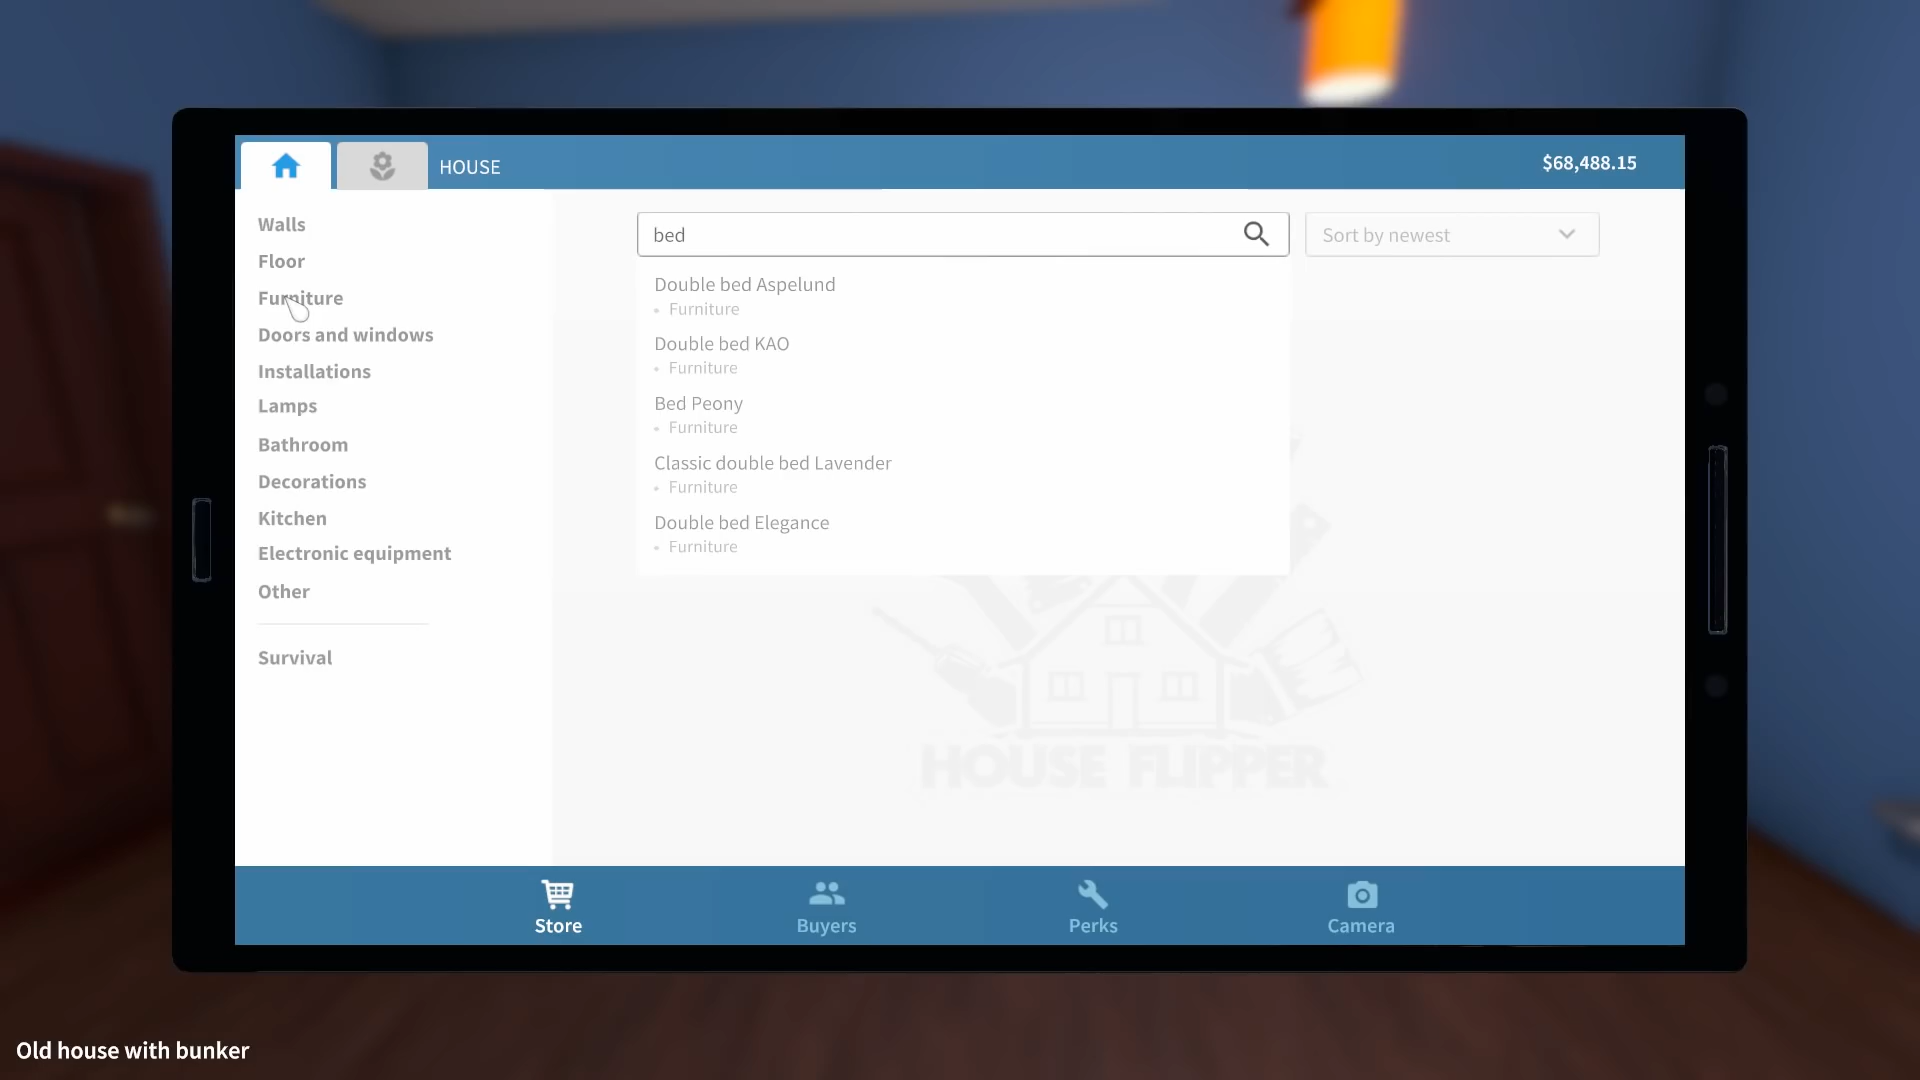 HOUSE
$68,488.15
Walls
Floor
Furniture
Doors and windows
Installations
Lamps
Bathroom
Decorations
Kitchen
Electronic equipment
Other
Survival
bed
Sort by newest
Double bed Aspelund
• Furniture
Double bed KAO
• Furniture
Bed Peony
• Furniture
Classic double bed Lavender
• Furniture
Double bed Elegance
• Furniture
HOUSE FLIPPER
Store
Buyers
Perks
Camera
Old house with bunker